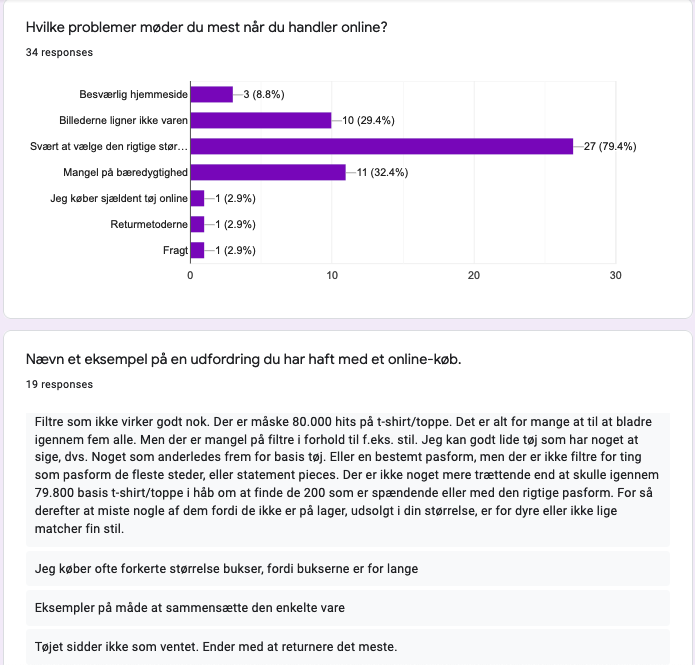 Hvilke problemer møder du mest når du handler online?
34 responses
Besværlig hjemmeside
3 (8.8%)
Billederne ligner ikke varen
10 (29.4%)
Svært at vælge den rigtige stør...
27 (79.4%)
Mangel på bæredygtighed
11 (32.4%)
Jeg køber sjældent tøj online
1 (2.9%)
Returmetoderne
1 (2.9%)
Fragt
1 (2.9%)
0 10 20 30
Nævn et eksempel på en udfordring du har haft med et online-køb.
19 responses
Filtre som ikke virker godt nok. Der er måske 80.000 hits på t-shirt/toppe. Det er alt for mange at til at bladre
igennem fem alle. Men der er mangel på filtre i forhold til f.eks. stil. Jeg kan godt lide tøj som har noget at
sige, dvs. Noget som anderledes frem for basis tøj. Eller en bestemt pasform, men der er ikke filtre for ting
som pasform de fleste steder, eller statement pieces. Der er ikke noget mere trættende end at skulle igennem
79.800 basis t-shirt/toppe i håb om at finde de 200 som er spændende eller med den rigtige pasform. For så
derefter at miste nogle af dem fordi de ikke er på lager, udsolgt i din størrelse, er for dyre eller ikke lige
matcher fin stil.
Jeg køber ofte forkerte størrelse bukser, fordi bukserne er for lange
Eksempler på måde at sammensætte den enkelte vare
Tøjet sidder ikke som ventet. Ender med at returnere det meste.